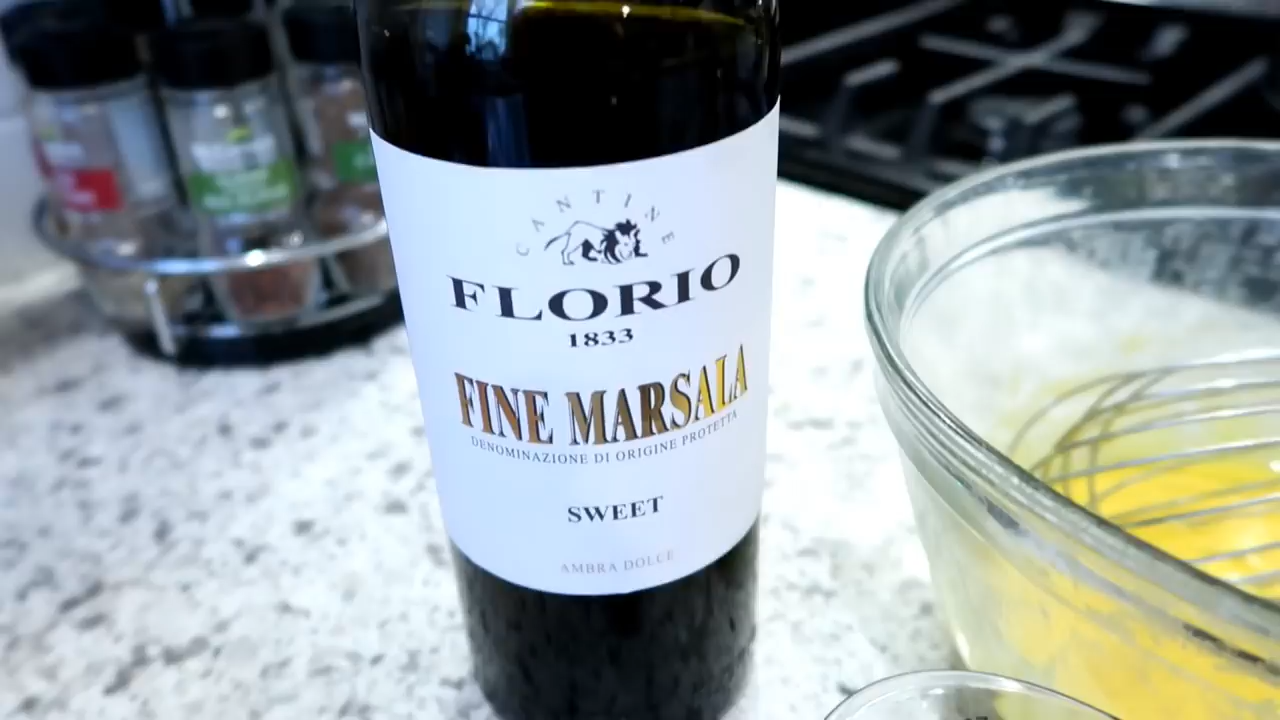 CANTINE
FLORIO
1833
FINE MARSALA
DENOMINAZIONE DI ORIGINE PROTETTA
SWEET
AMBRA DOLCE